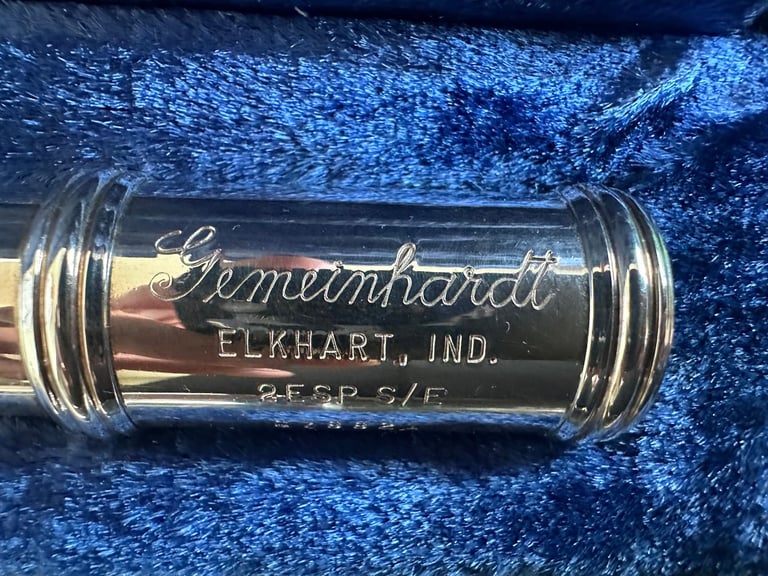 Gemeinhardt
ELKHART, IND.
2ESP S/F